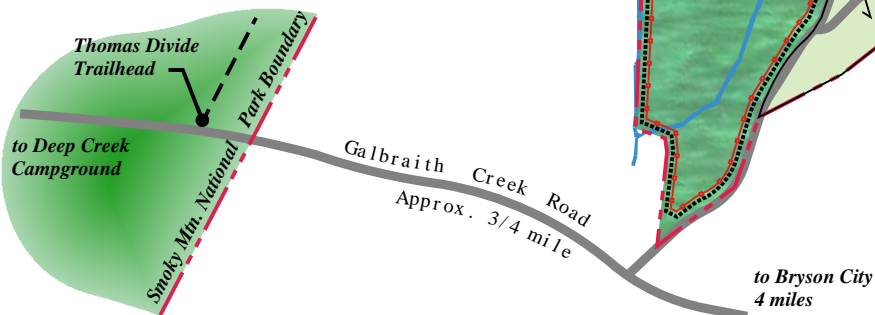 Thomas Divide
Trailhead
Smoky Mtn. National Park Boundary
to Deep Creek
Campground
Galbraith Creek Road
Approx. 3/4 mile
to Bryson City
4 miles